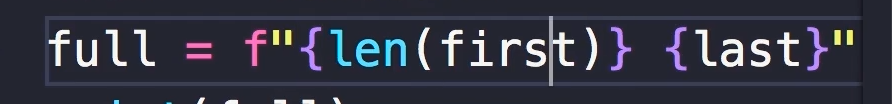 full = f"{len(first)} {last}"